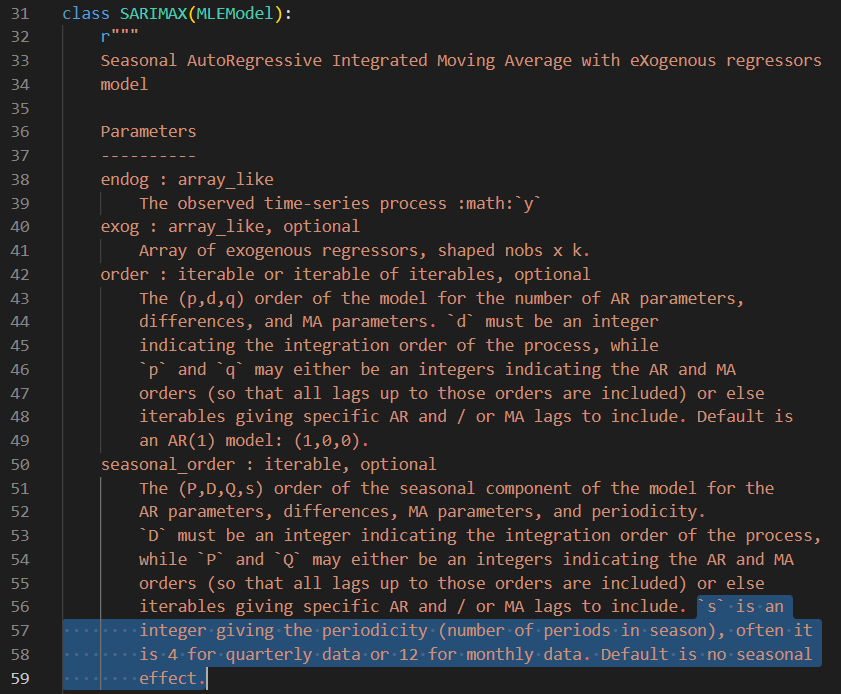 31 class SARIMAX(MLEModel):
32 r"""
33 Seasonal AutoRegressive Integrated Moving Average with eXogenous regressors
34 model
35
36 Parameters
37 ----------
38 endog : array_like
39 The observed time-series process :math:`y`
40 exog : array_like, optional
41 Array of exogenous regressors, shaped nobs x k.
42 order : iterable or iterable of iterables, optional
43 The (p,d,q) order of the model for the number of AR parameters,
44 differences, and MA parameters. `d` must be an integer
45 indicating the integration order of the process, while
46 `p` and `q` may either be an integers indicating the AR and MA
47 orders (so that all lags up to those orders are included) or else
48 iterables giving specific AR and / or MA lags to include. Default is
49 an AR(1) model: (1,0,0).
50 seasonal_order : iterable, optional
51 The (P,D,Q,s) order of the seasonal component of the model for the
52 AR parameters, differences, MA parameters, and periodicity.
53 `D` must be an integer indicating the integration order of the process,
54 while `P` and `Q` may either be an integers indicating the AR and MA
55 orders (so that all lags up to those orders are included) or else
56 iterables giving specific AR and / or MA lags to include. `s` is an
57 integer giving the periodicity (number of periods in season), often it
58 is 4 for quarterly data or 12 for monthly data. Default is no seasonal
59 effect.